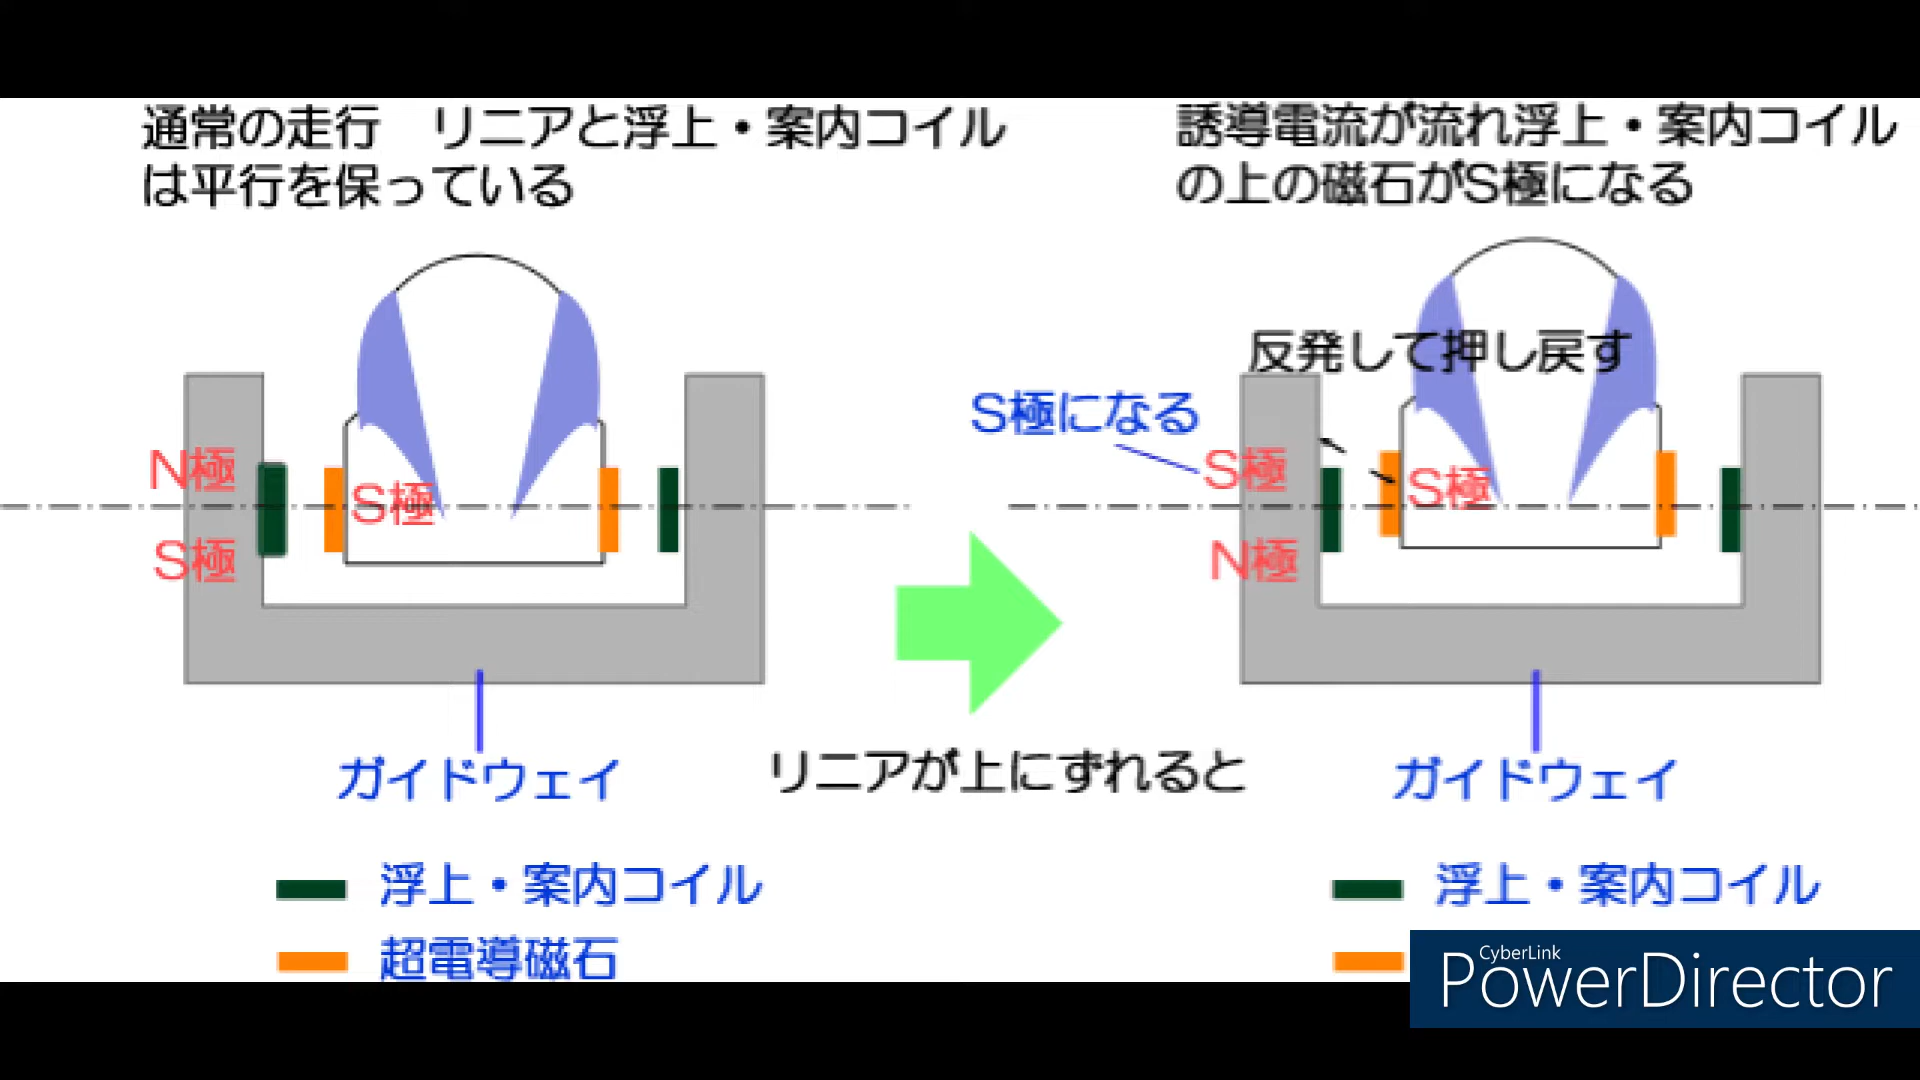 通常の走行　リニアと浮上・案内コイル
は平行を保っている
誘導電流が流れ浮上・案内コイル
の上の磁石がS極になる
反発して押し戻す
S極になる
N極
S極
S極
S極
S極
N極
ガイドウェイ
リニアが上にずれると
ガイドウェイ
浮上・案内コイル
超電導磁石
浮上・案内コイル
CyberLink
PowerDirector